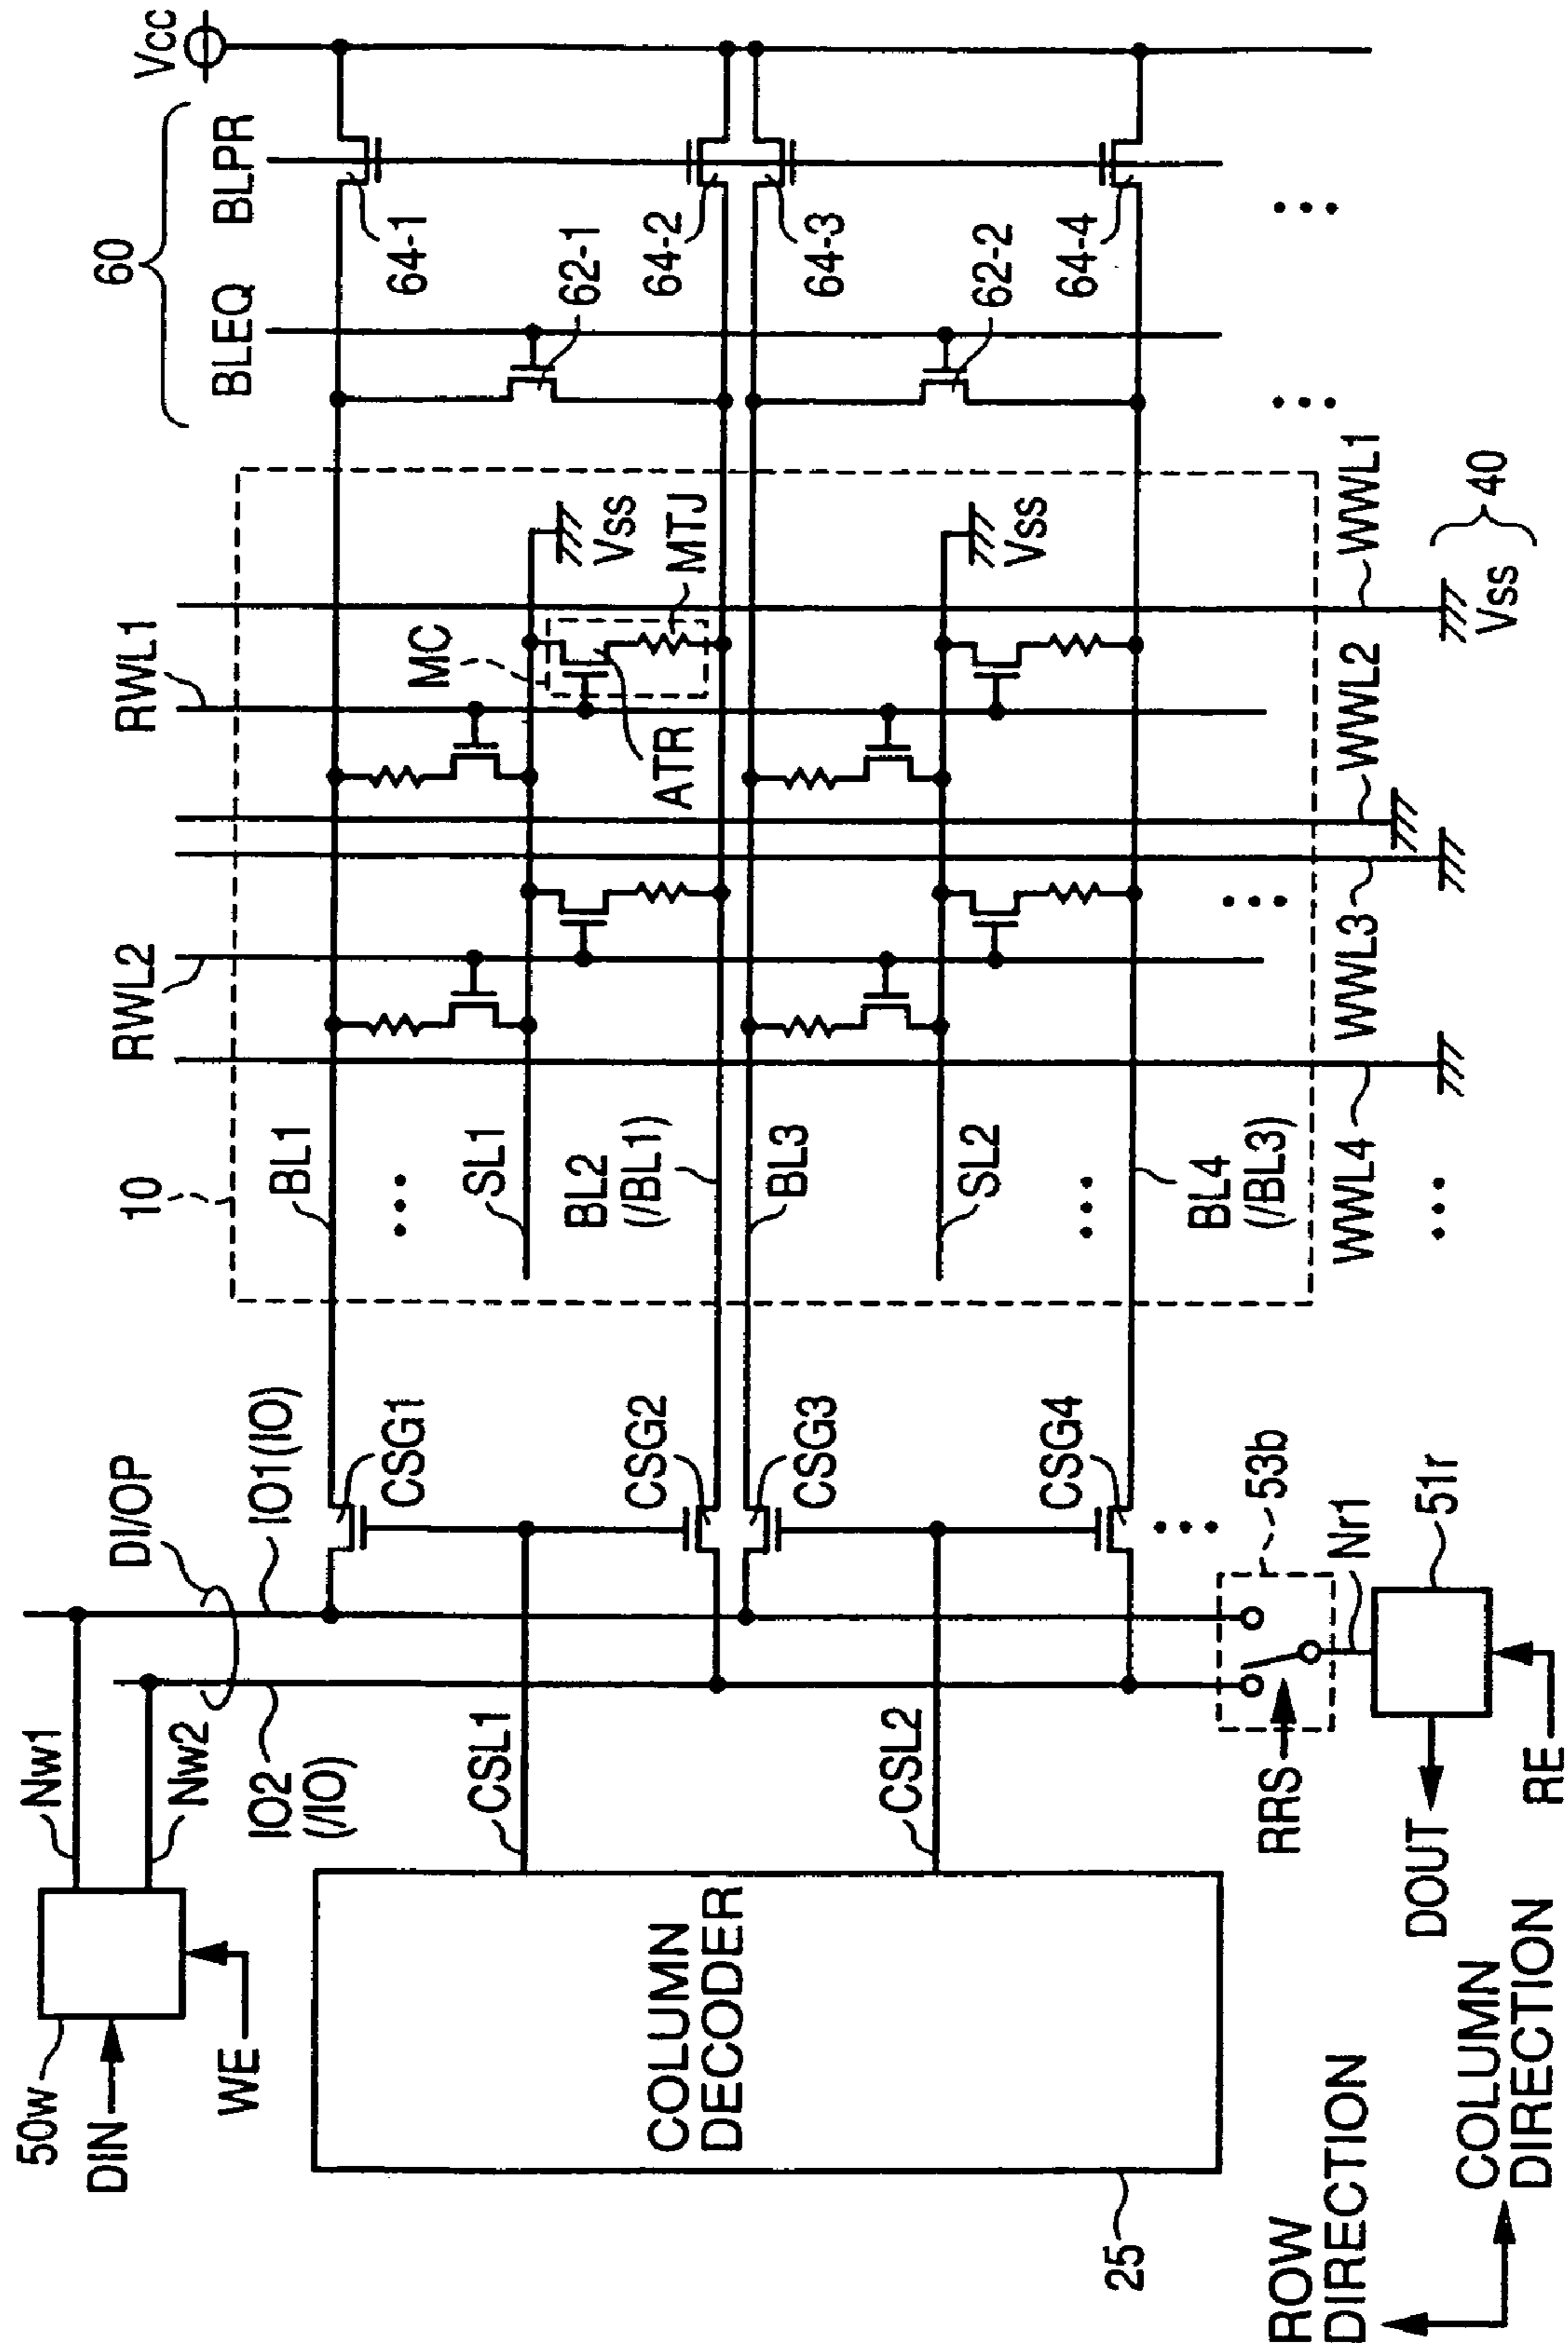 Vcc
60
BLPR
BLEQ
64-1
62-1
64-2
64-3
62-2
64-4
RWL1
RWL2
MC
ATR
MTJ
Vss
Vss
WWL1
40
Vss
WWL2
WWL3
WWL4
10
BL1
SL1
BL2
(/BL1)
BL3
SL2
BL4
(/BL3)
DI/OP
IO1(IO)
CSG1
CSG2
CSG3
CSG4
53b
Nr1
51r
Nw1
Nw2
IO2
(/IO)
CSL1
CSL2
RRS
DOUT
RE
50w
DIN
WE
COLUMN
DECODER
25
ROW
DIRECTION
COLUMN
DIRECTION